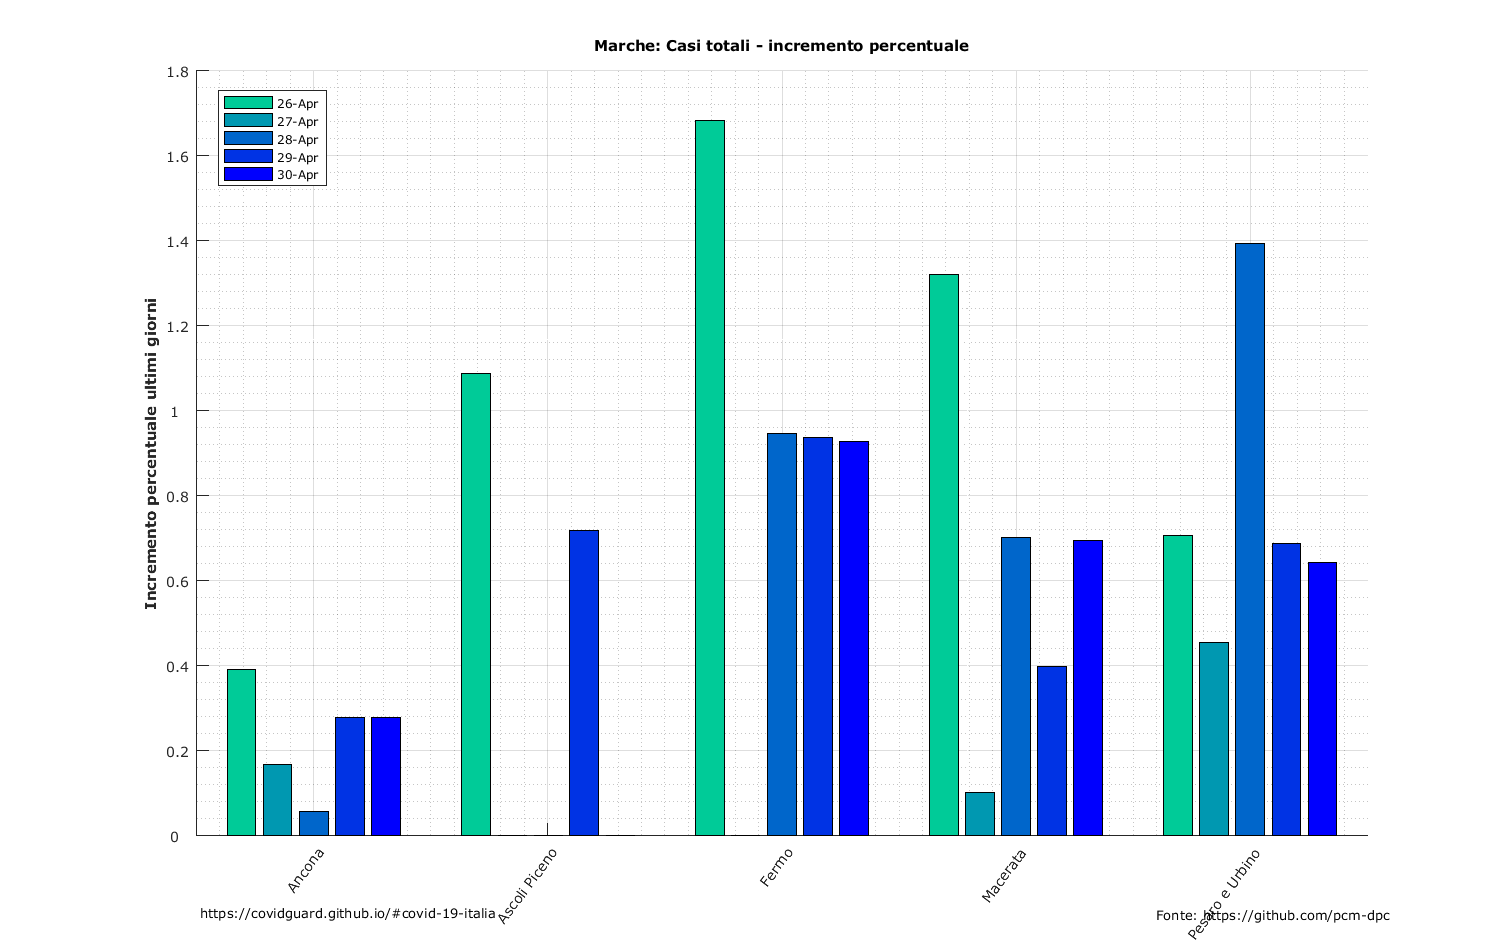 Marche: Casi totali - incremento percentuale
1.8
1.6
1.4
1.2
1
0.8
0.6
0.4
0.2
0
Incremento percentuale ultimi giorni
26-Apr
27-Apr
28-Apr
29-Apr
30-Apr
Ancona
Ascoli Piceno
Fermo
Macerata
Pesaro e Urbino
https://covidguard.github.io/#covid-19-italia
Fonte: https://github.com/pcm-dpc